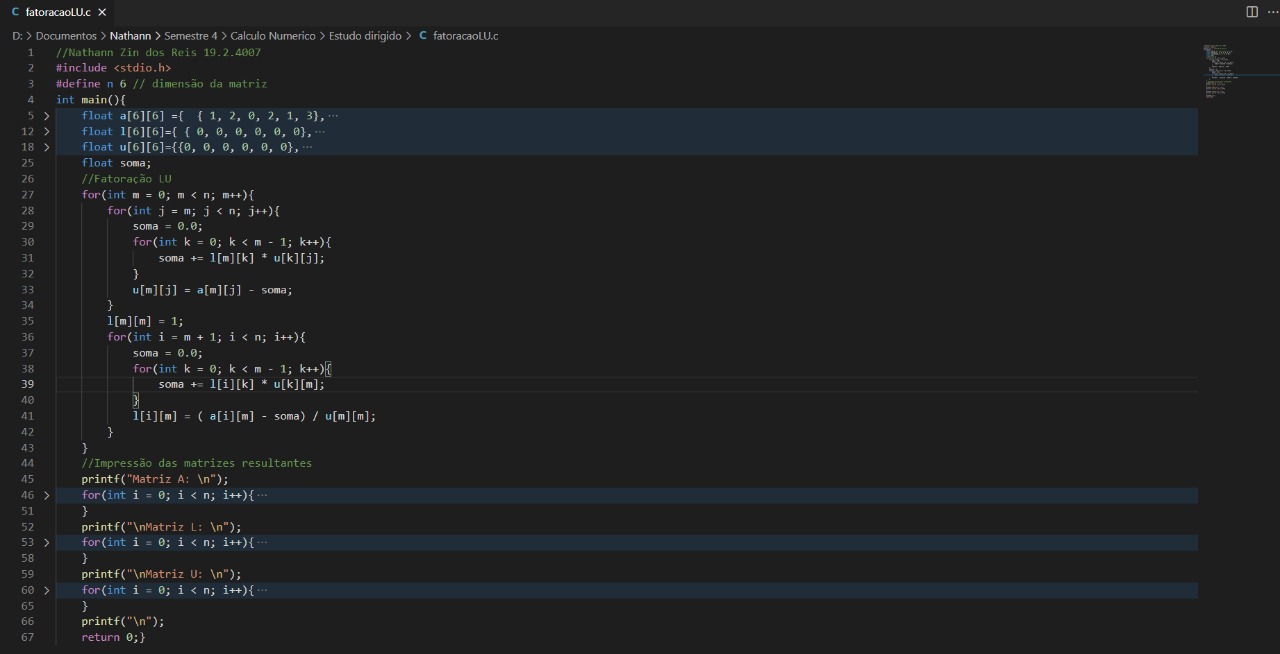 C fatoracaoLU.c ×
D: > Documentos > Nathann > Semestre 4 > Calculo Numerico > Estudo dirigido > C fatoracaoLU.c
1 //Nathann Zin dos Reis 19.2.4007
2 #include <stdio.h>
3 #define n 6 // dimensão da matriz
4 int main(){
5 > float a[6][6] ={  { 1, 2, 0, 2, 1, 3},···
12 > float l[6][6]={ { 0, 0, 0, 0, 0, 0},···
18 > float u[6][6]={{0, 0, 0, 0, 0, 0},···
25 float soma;
26 //Fatoração LU
27 for(int m = 0; m < n; m++){
28 for(int j = m; j < n; j++){
29 soma = 0.0;
30 for(int k = 0; k < m - 1; k++){
31 soma += l[m][k] * u[k][j];
32 }
33 u[m][j] = a[m][j] - soma;
34 }
35 l[m][m] = 1;
36 for(int i = m + 1; i < n; i++){
37 soma = 0.0;
38 for(int k = 0; k < m - 1; k++){
39 soma += l[i][k] * u[k][m];
40 }
41 l[i][m] = ( a[i][m] - soma) / u[m][m];
42 }
43 }
44 //Impressão das matrizes resultantes
45 printf("Matriz A: \n");
46 > for(int i = 0; i < n; i++){···
51 }
52 printf("\nMatriz L: \n");
53 > for(int i = 0; i < n; i++){···
58 }
59 printf("\nMatriz U: \n");
60 > for(int i = 0; i < n; i++){···
65 }
66 printf("\n");
67 return 0;}